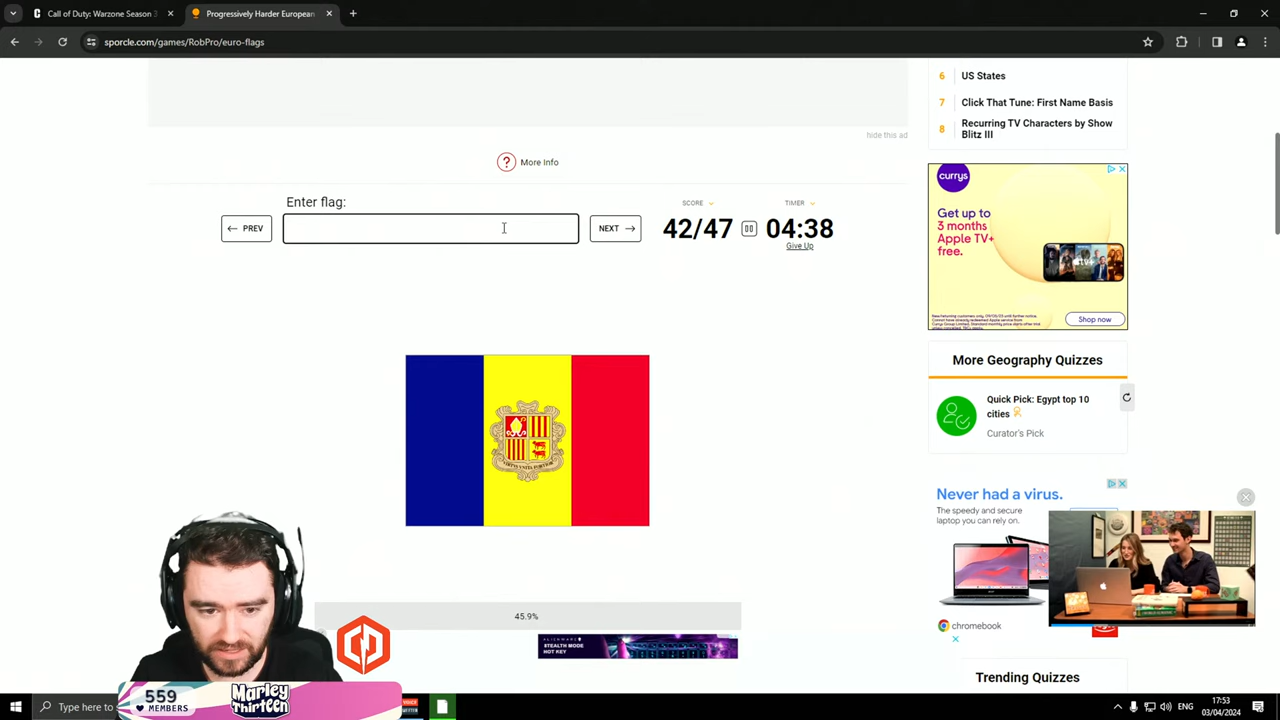 Call of Duty: Warzone Season 3
Progressively Harder European
sporcle.com/games/RobPro/euro-flags
6 US States
7 Click That Tune: First Name Basis
8 Recurring TV Characters by Show
Blitz III
hide this ad
? More Info
Enter flag:
← PREV
NEXT →
SCORE
42/47
TIMER
04:38
Give Up
currys
Get up to
3 months
Apple TV+
free.
Shop now
More Geography Quizzes
Quick Pick: Egypt top 10
cities
Curator's Pick
Never had a virus.
The speedy and secure
laptop you can rely on.
chromebook
45.9%
ALIENWARE
STEALTH MODE
HOT KEY
Trending Quizzes
559
MEMBERS
MARLEY
THIRTEEN
Type here to
ENG
17:53
03/04/2024